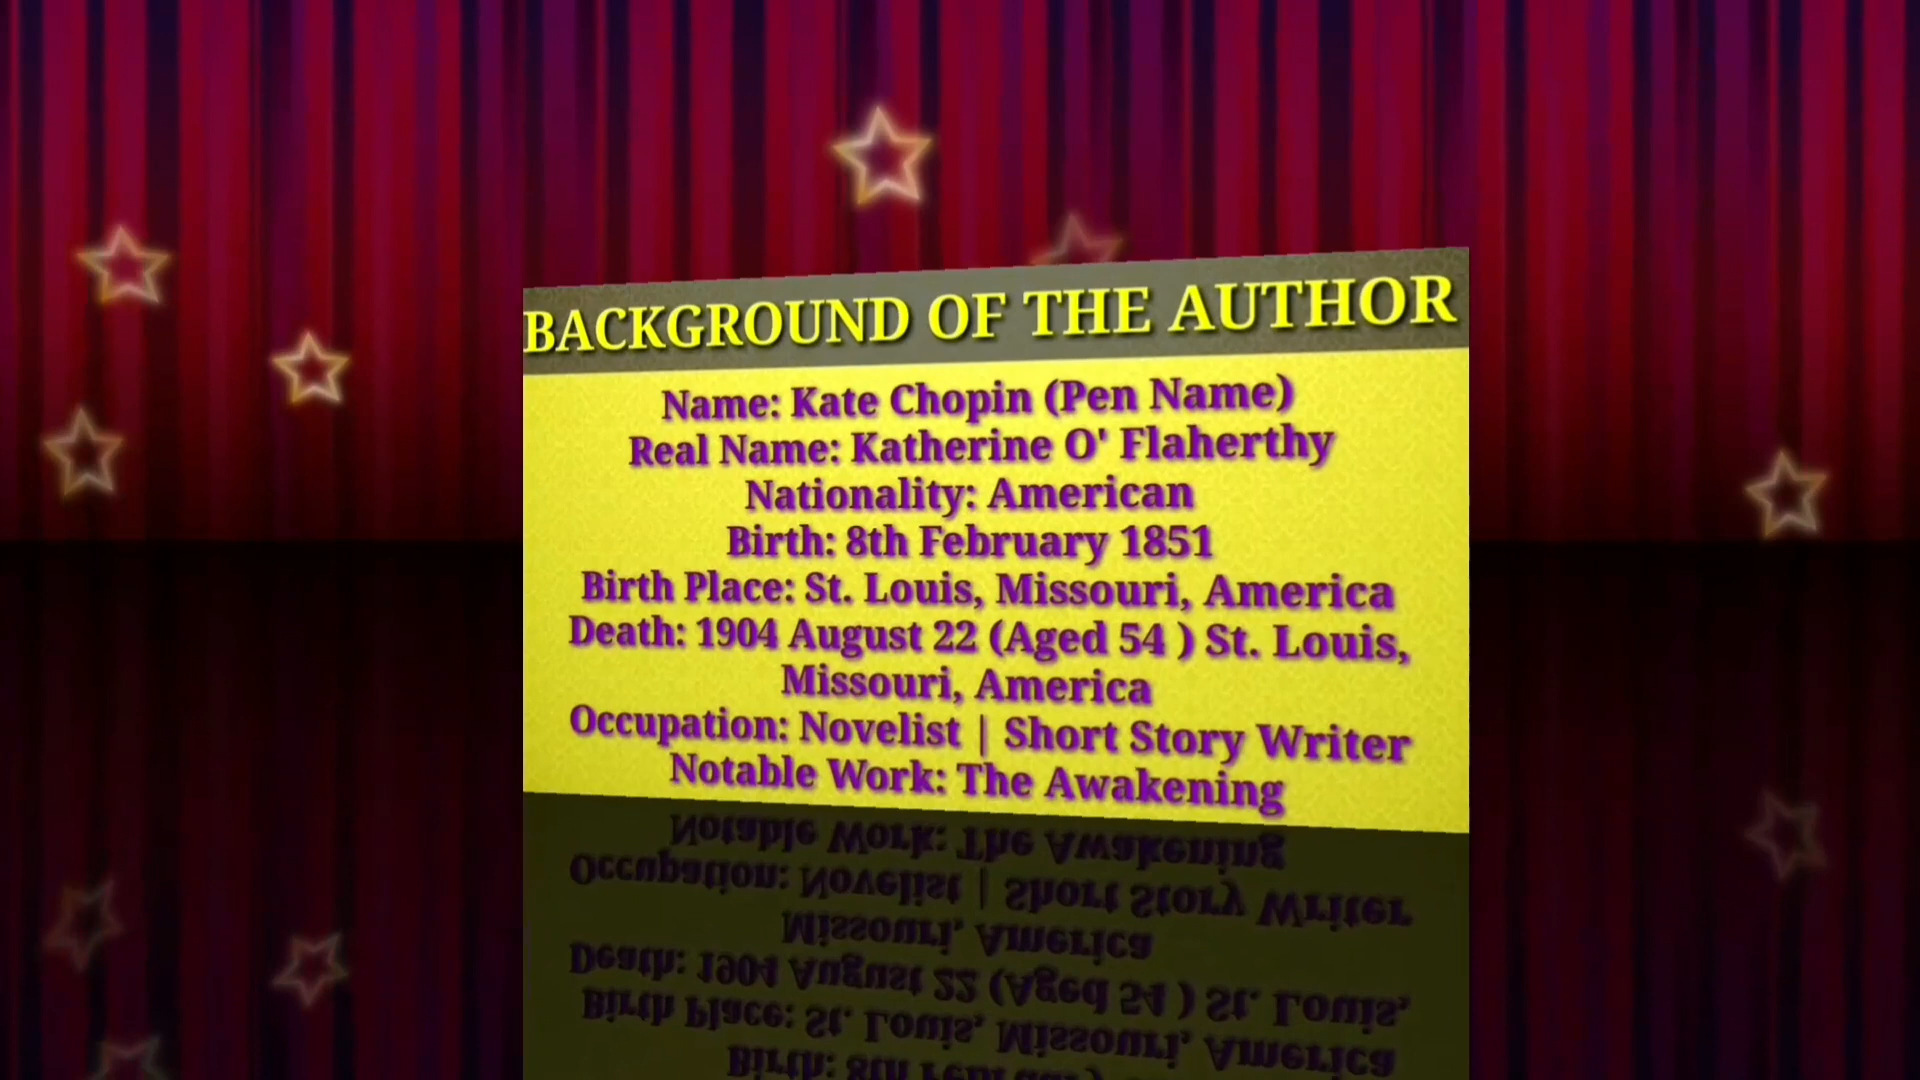 BACKGROUND OF THE AUTHOR
Name: Kate Chopin (Pen Name)
Real Name: Katherine O' Flaherthy
Nationality: American
Birth: 8th February 1851
Birth Place: St. Louis, Missouri, America
Death: 1904 August 22 (Aged 54 ) St. Louis,
Missouri, America
Occupation: Novelist | Short Story Writer
Notable Work: The Awakening